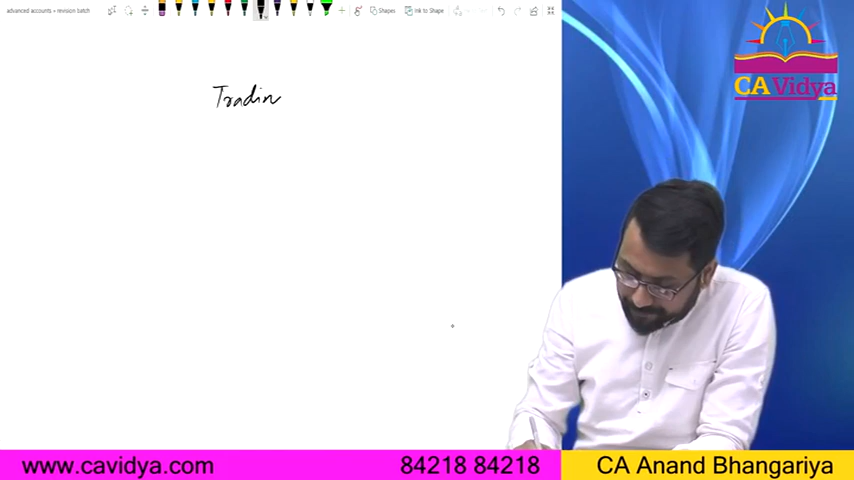 advanced accounts + revision batch
Shapes
Ink to Shape
CA Vidya
Tradin
www.cavidya.com
84218 84218
CA Anand Bhangariya